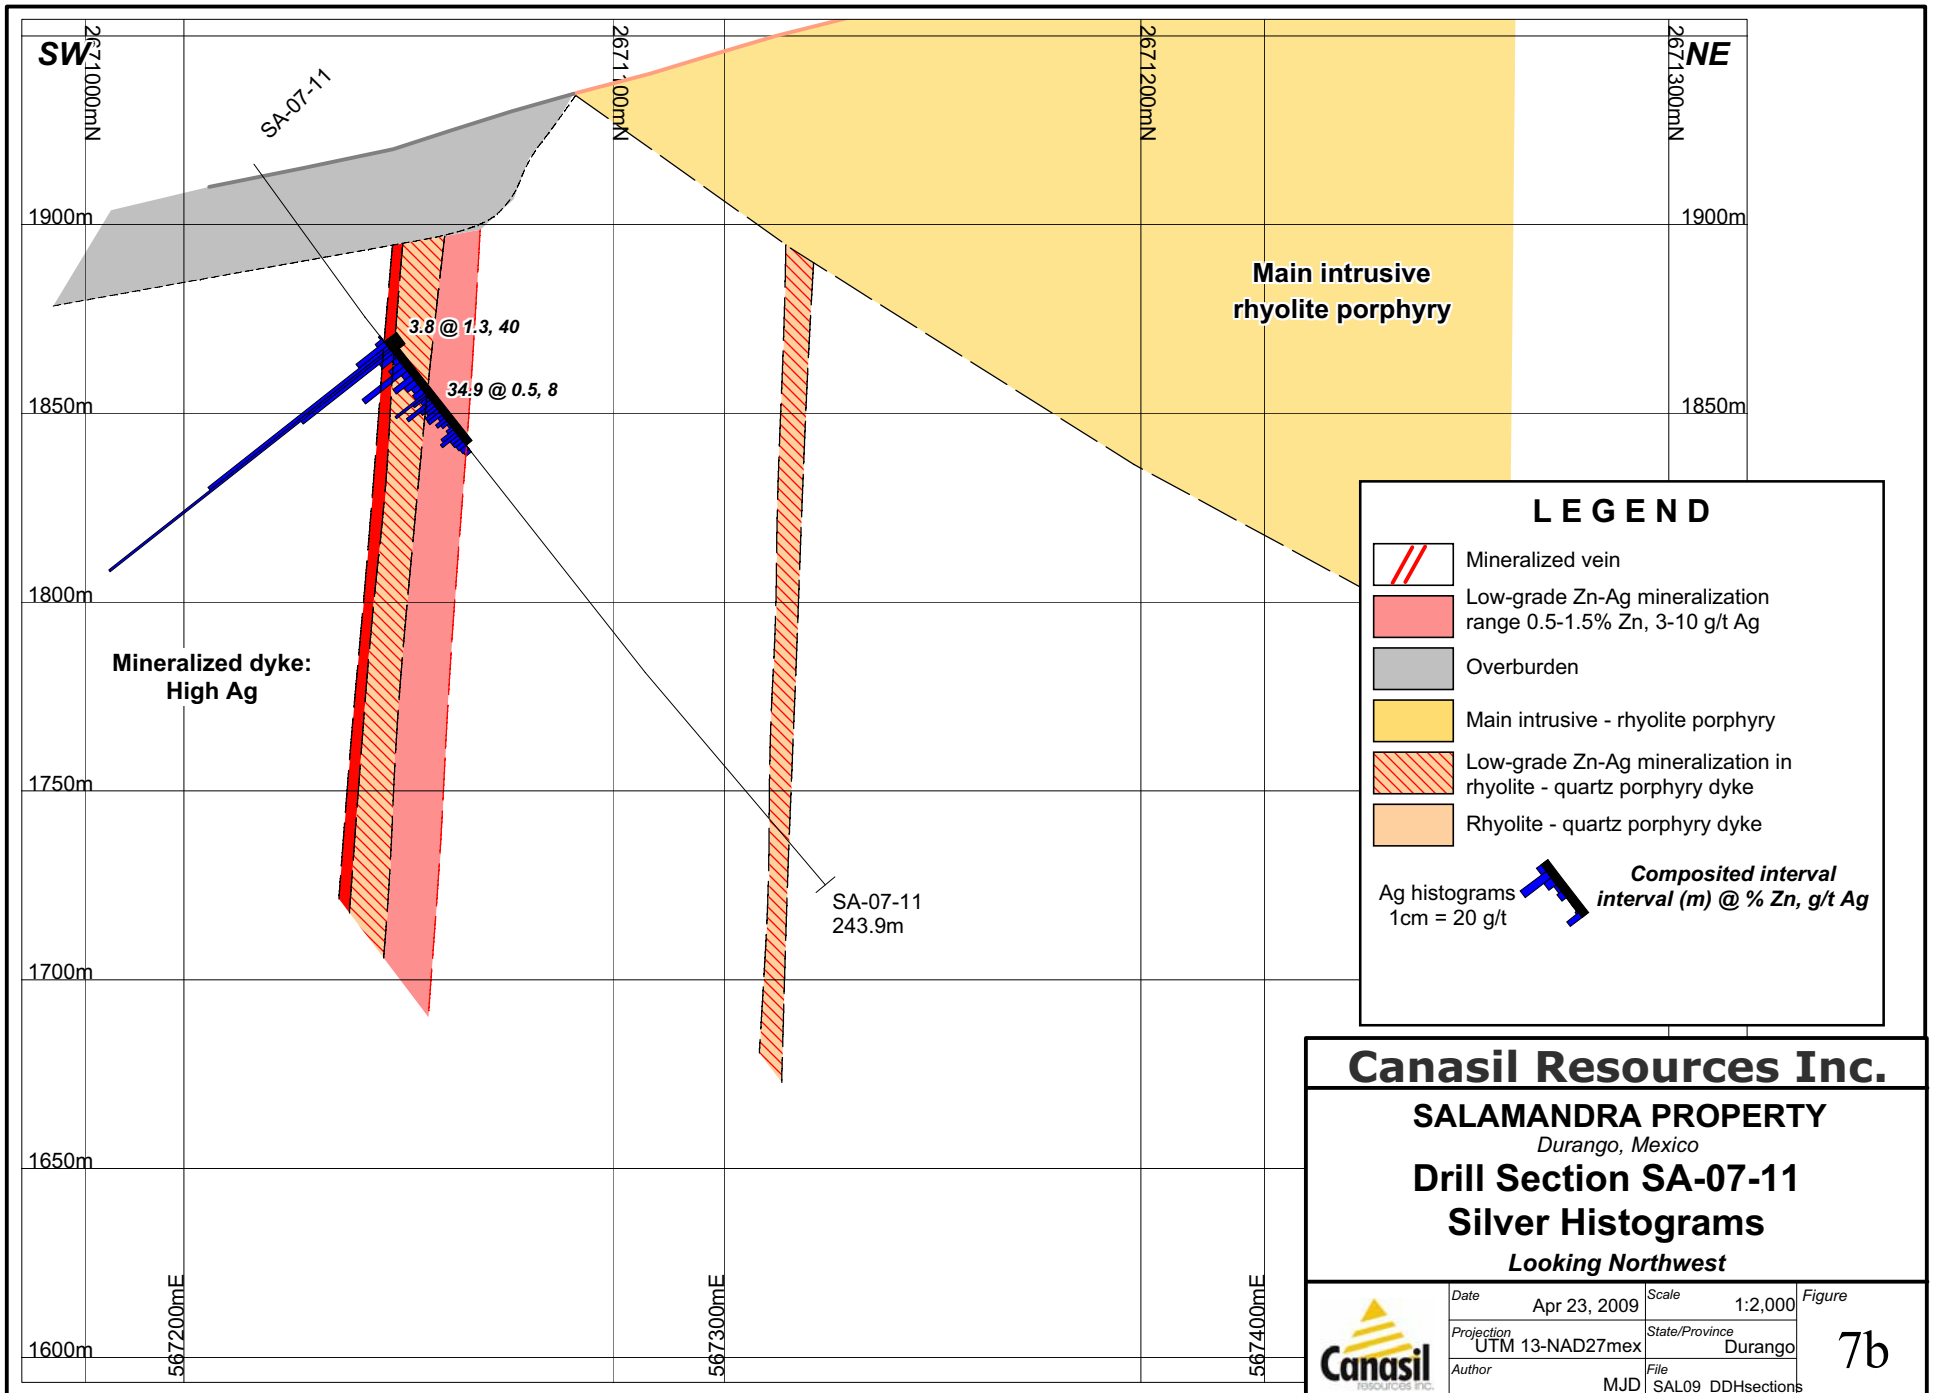 SW
2671000mN
2671100mN
2671200mN
2671300mN
NE
SA-07-11
1900m
1900m
Main intrusive
rhyolite porphyry
3.8 @ 1.3, 40
34.9 @ 0.5, 8
1850m
1850m
1800m
Mineralized dyke:
High Ag
1750m
SA-07-11
243.9m
1700m
1650m
1600m
567200mE
567300mE
567400mE
LEGEND
Mineralized vein
Low-grade Zn-Ag mineralization
range 0.5-1.5% Zn, 3-10 g/t Ag
Overburden
Main intrusive - rhyolite porphyry
Low-grade Zn-Ag mineralization in
rhyolite - quartz porphyry dyke
Rhyolite - quartz porphyry dyke
Ag histograms
1cm = 20 g/t
Composited interval
interval (m) @ % Zn, g/t Ag
Canasil Resources Inc.
SALAMANDRA PROPERTY
Durango, Mexico
Drill Section SA-07-11
Silver Histograms
Looking Northwest
Canasil
resources inc.
Date
Apr 23, 2009
Scale
1:2,000
Figure
7b
Projection
UTM 13-NAD27mex
State/Province
Durango
Author
MJD
File
SAL09_DDHsections